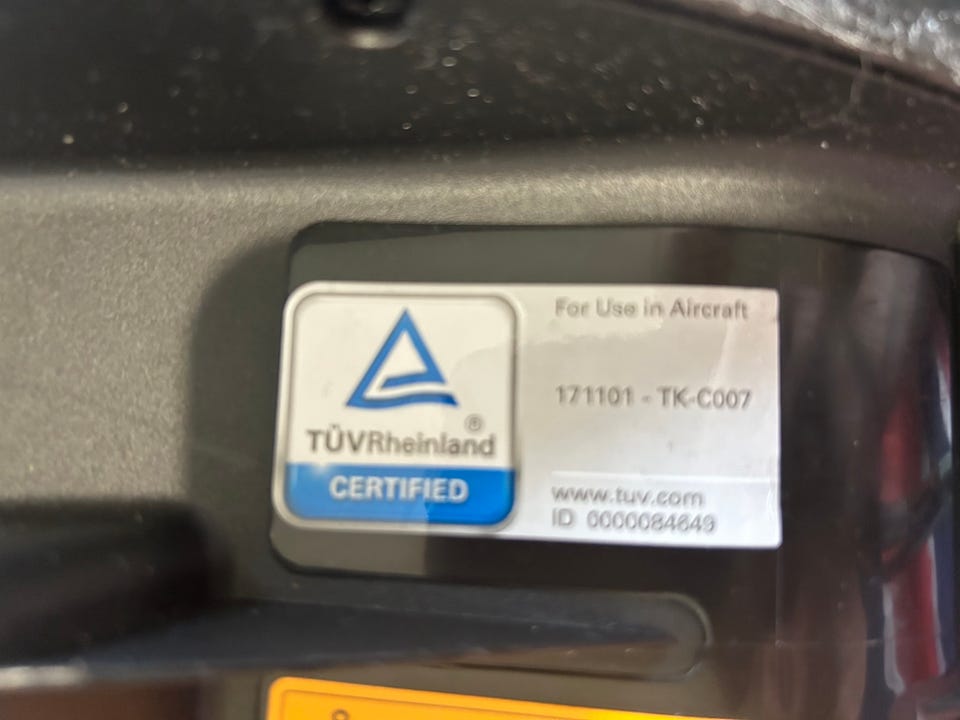 For Use in Aircraft
171101 - TK-C007
®
TÜVRheinland
CERTIFIED
www.tuv.com
ID 0000084649